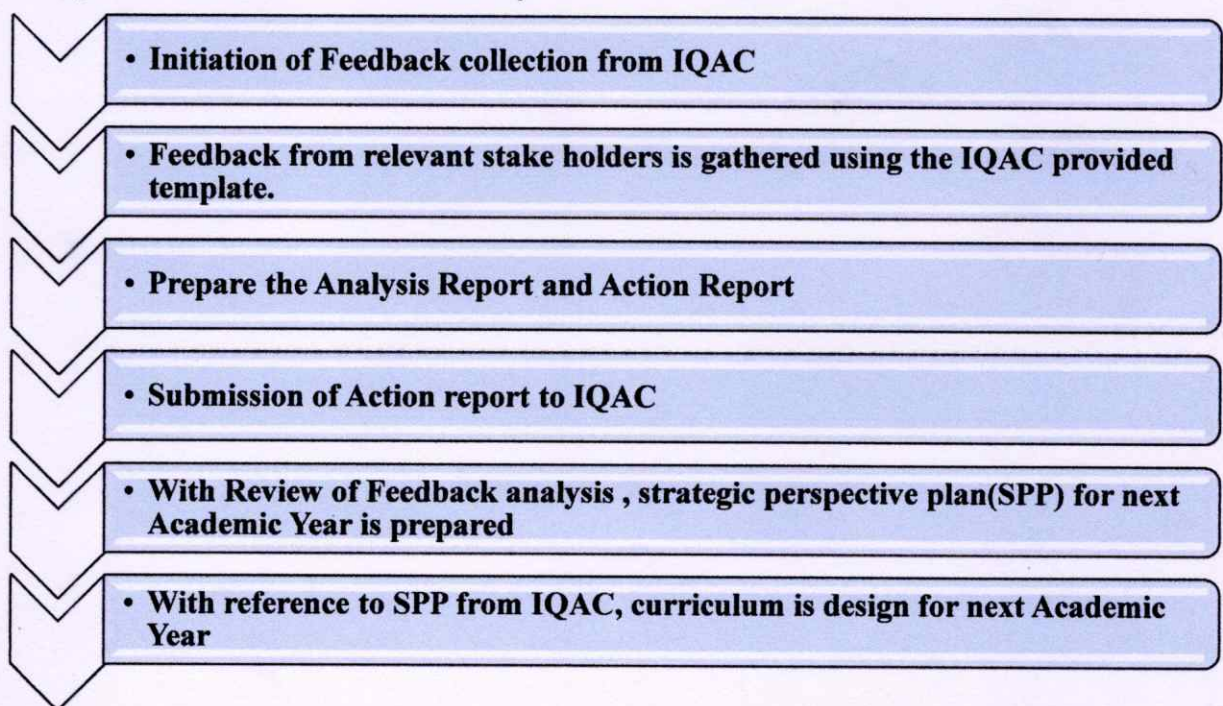 • Initiation of Feedback collection from IQAC
• Feedback from relevant stake holders is gathered using the IQAC provided
template.
• Prepare the Analysis Report and Action Report
• Submission of Action report to IQAC
• With Review of Feedback analysis , strategic perspective plan(SPP) for next
Academic Year is prepared
• With reference to SPP from IQAC, curriculum is design for next Academic
Year